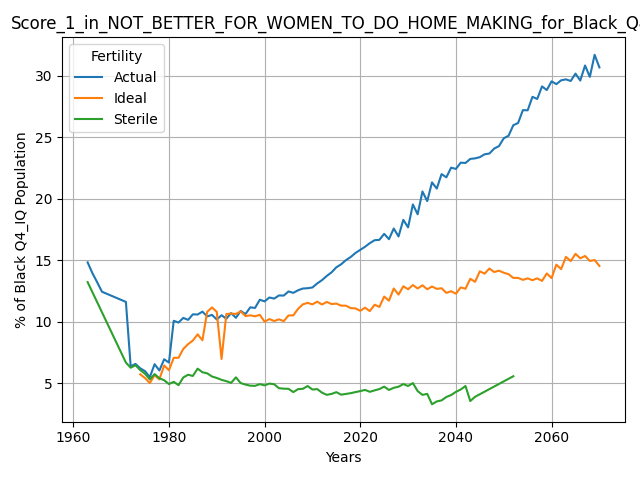 Score_1_in_NOT_BETTER_FOR_WOMEN_TO_DO_HOME_MAKING_for_Black_Q4
Fertility
Actual
Ideal
Sterile
% of Black Q4_IQ Population
30
25
20
15
10
5
1960 1980 2000 2020 2040 2060
Years